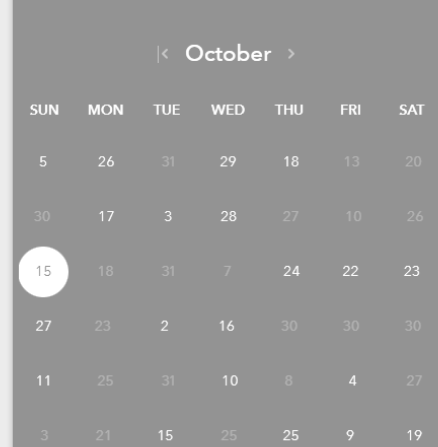 |< October >
SUN MON TUE WED THU FRI SAT
5 26 31 29 18 13 20
30 17 3 28 27 10 26
15 18 31 7 24 22 23
27 23 2 16 30 30 30
11 25 31 10 8 4 27
3 21 15 25 25 9 19